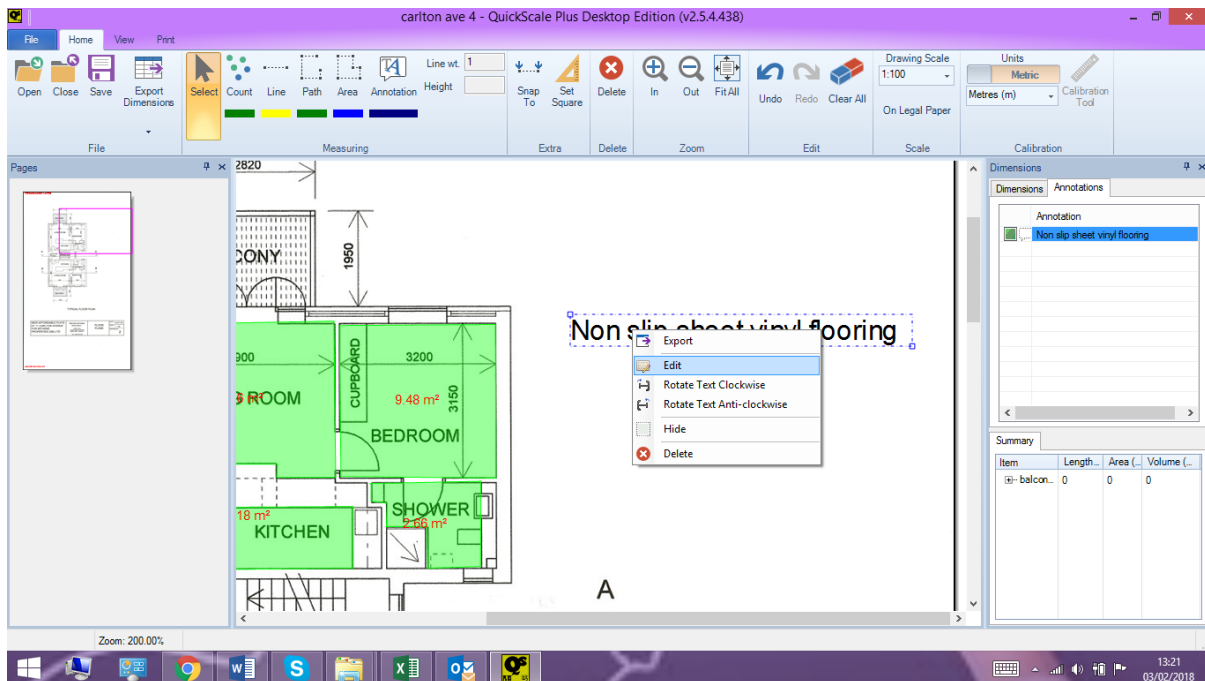 carlton ave 4 - QuickScale Plus Desktop Edition (v2.5.4.438)
File Home View Print
Open Close Save Export Dimensions
Select Count Line Path Area Annotation
Line wt. 1
Height
Snap To Set Square
Delete
In Out Fit All
Undo Redo Clear All
Drawing Scale
1:100
On Legal Paper
Units
Metric
Metres (m)
Calibration Tool
File Measuring Extra Delete Zoom Edit Scale Calibration
Pages
2820
CONY
1950
900
3200
CUPBOARD
ROOM
9.48 m²
3150
BEDROOM
SHOWER
2.66 m²
18 m²
KITCHEN
A
Non slip sheet vinyl flooring
Export
Edit
Rotate Text Clockwise
Rotate Text Anti-clockwise
Hide
Delete
Dimensions
Dimensions Annotations
Annotation
Non slip sheet vinyl flooring
Summary
Item Length... Area (... Volume (...
balcon... 0 0 0
Zoom: 200.00%
13:21
03/02/2018